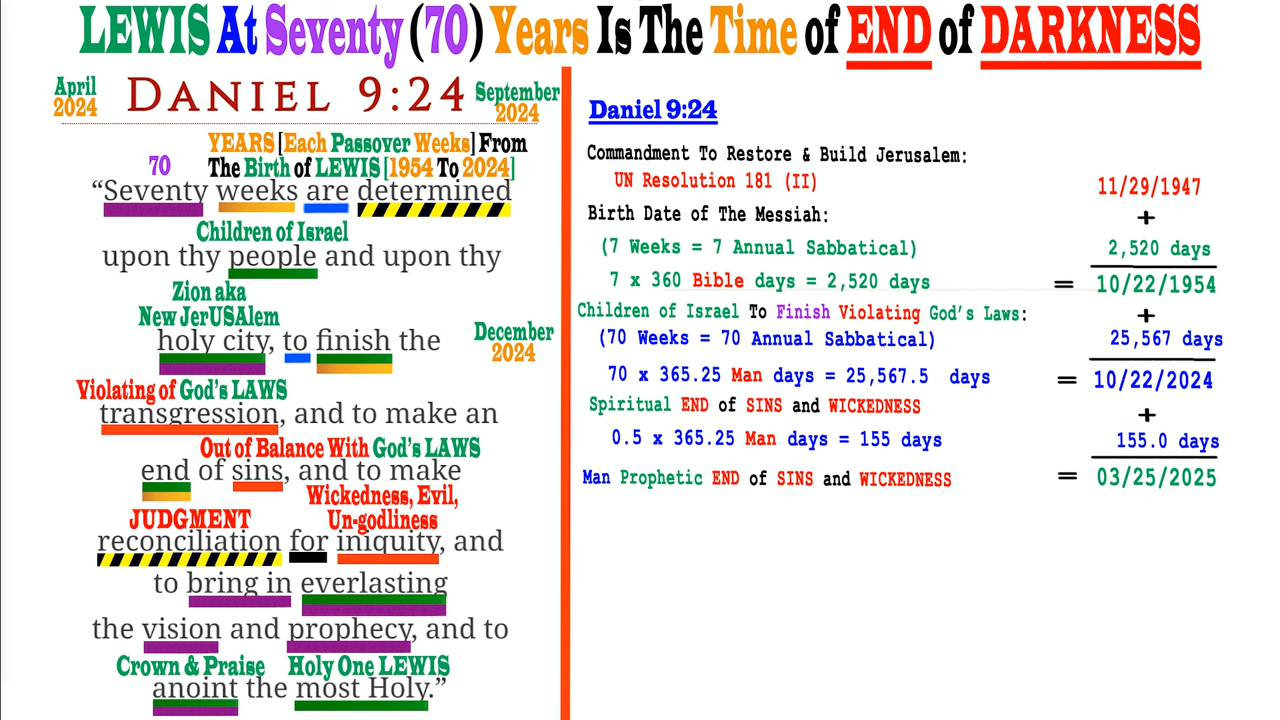 LEWIS At Seventy (70) Years Is The Time of END of DARKNESS
April
2024
DANIEL 9:24
September
2024
YEARS [Each Passover Weeks] From
70
The Birth of LEWIS [1954 To 2024]
“Seventy weeks are determined
Children of Israel
upon thy people and upon thy
Zion aka
New JerUSAlem
holy city, to finish the
December
2024
Violating of God's LAWS
transgression, and to make an
Out of Balance With God's LAWS
end of sins, and to make
Wickedness, Evil,
JUDGMENT Un-godliness
reconciliation for iniquity, and
to bring in everlasting
the vision and prophecy, and to
Crown & Praise Holy One LEWIS
anoint the most Holy.”
Daniel 9:24
Commandment To Restore & Build Jerusalem:
UN Resolution 181 (II) 11/29/1947
Birth Date of The Messiah: +
(7 Weeks = 7 Annual Sabbatical) 2,520 days
7 x 360 Bible days = 2,520 days = 10/22/1954
Children of Israel To Finish Violating God's Laws: +
(70 Weeks = 70 Annual Sabbatical) 25,567 days
70 x 365.25 Man days = 25,567.5 days = 10/22/2024
Spiritual END of SINS and WICKEDNESS +
0.5 x 365.25 Man days = 155 days 155.0 days
Man Prophetic END of SINS and WICKEDNESS = 03/25/2025